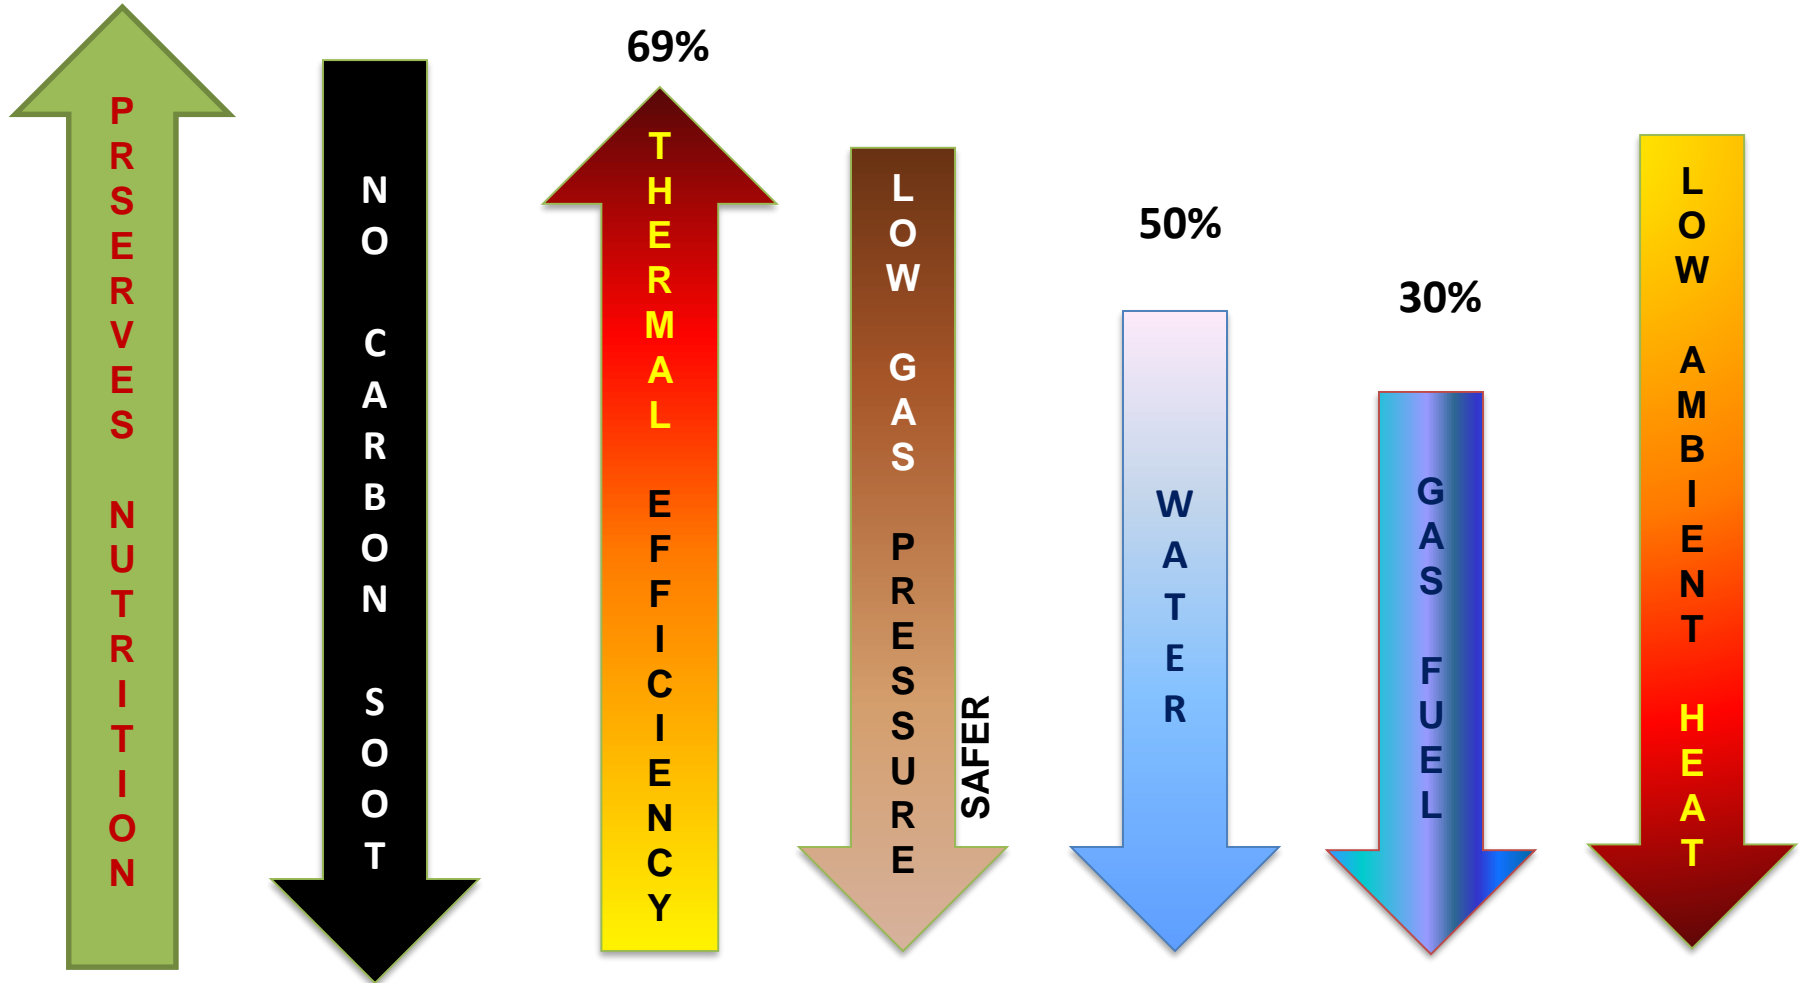 PRSERVES NUTRITION
NO CARBON SOOT
69%
THERMAL EFFICIENCY
LOW GAS PRESSURE
SAFER
50%
WATER
30%
GAS FUEL
LOW AMBIENT HEAT